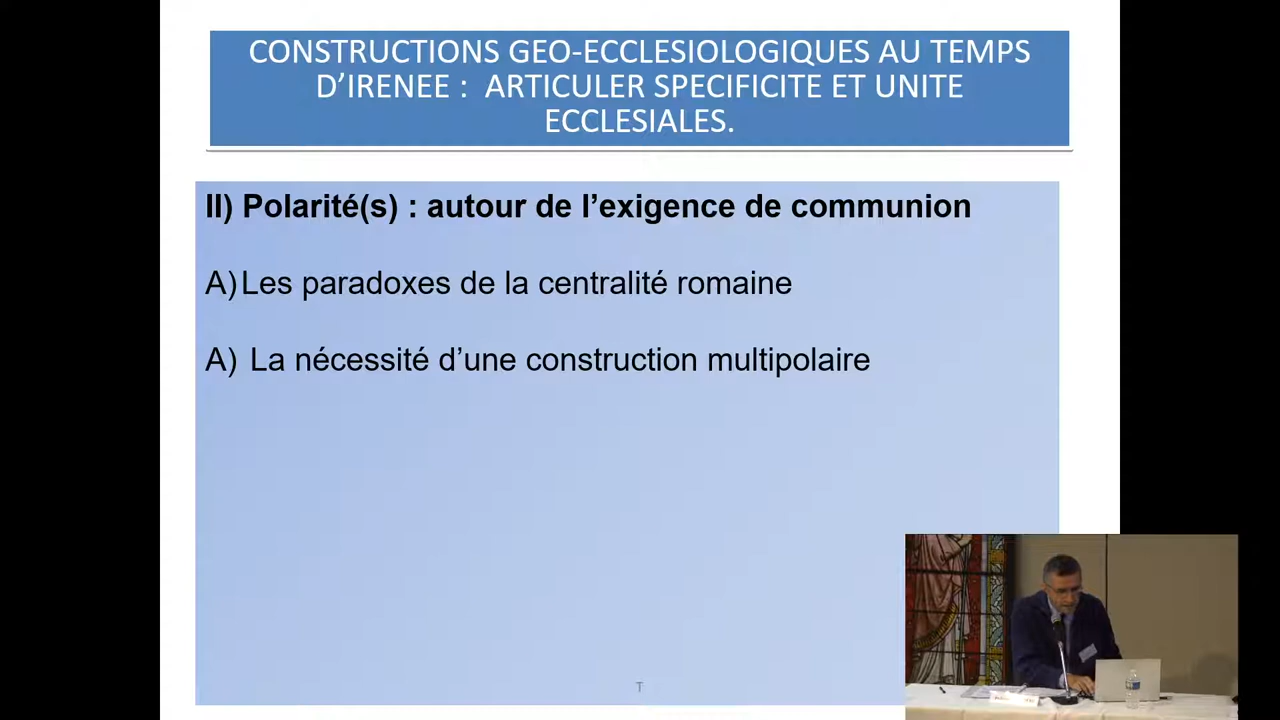 CONSTRUCTIONS GEO-ECCLESIOLOGIQUES AU TEMPS
D’IRENEE : ARTICULER SPECIFICITE ET UNITE
ECCLESIALES.
II) Polarité(s) : autour de l’exigence de communion
A) Les paradoxes de la centralité romaine
A) La nécessité d’une construction multipolaire
T